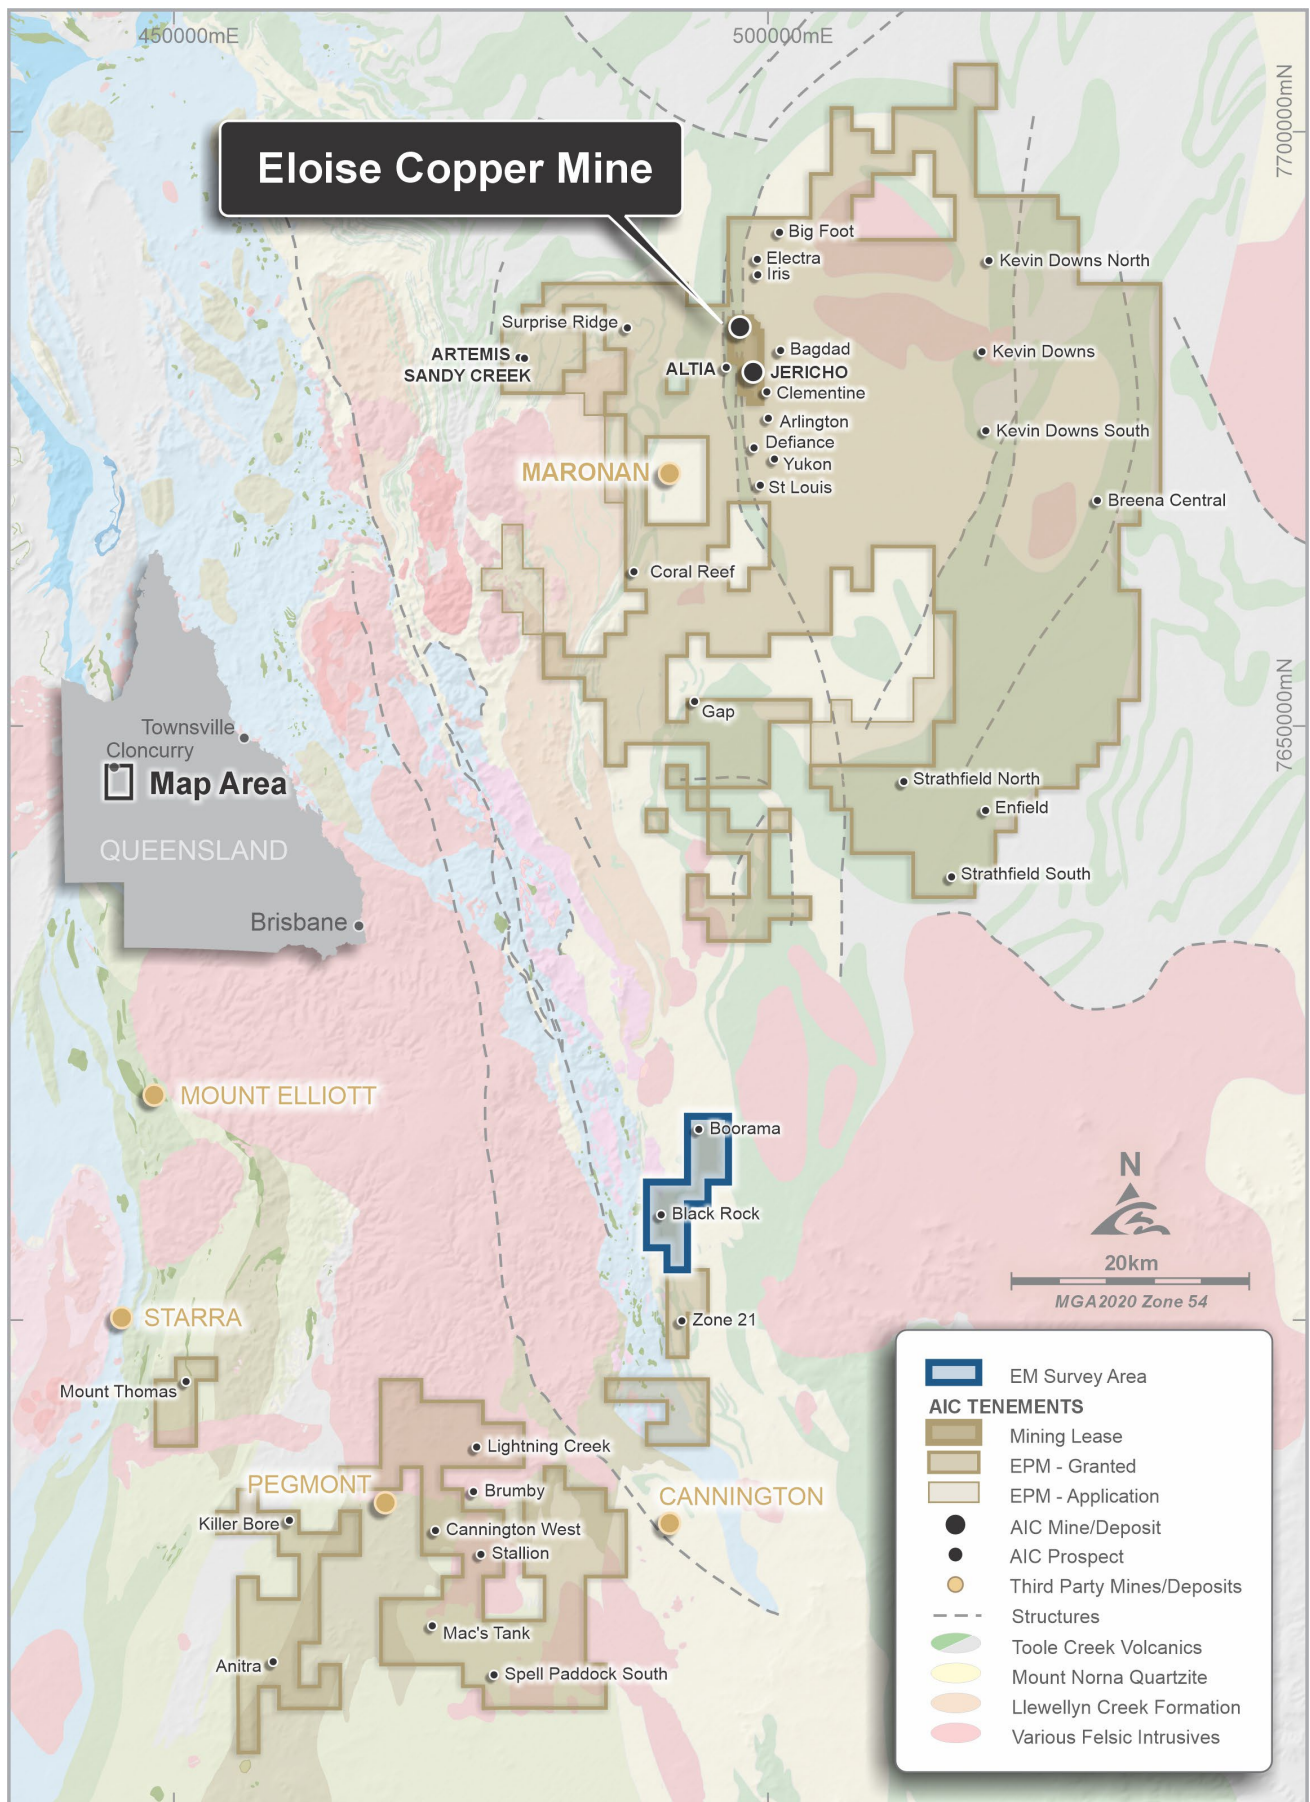 450000mE
500000mE
7700000mN
Eloise Copper Mine
Big Foot
Electra
Iris
Kevin Downs North
Surprise Ridge
ARTEMIS
SANDY CREEK
ALTIA
Bagdad
JERICHO
Kevin Downs
Clementine
Arlington
Defiance
Yukon
St Louis
Kevin Downs South
MARONAN
Breena Central
Coral Reef
7650000mN
Gap
Townsville
Cloncurry
Map Area
QUEENSLAND
Brisbane
Strathfield North
Enfield
Strathfield South
MOUNT ELLIOTT
Boorama
Black Rock
N
20km
MGA2020 Zone 54
STARRA
Zone 21
Mount Thomas
Lightning Creek
PEGMONT
Brumby
CANNINGTON
Killer Bore
Cannington West
Stallion
Mac's Tank
Anitra
Spell Paddock South
EM Survey Area
AIC TENEMENTS
Mining Lease
EPM - Granted
EPM - Application
AIC Mine/Deposit
AIC Prospect
Third Party Mines/Deposits
Structures
Toole Creek Volcanics
Mount Norna Quartzite
Llewellyn Creek Formation
Various Felsic Intrusives